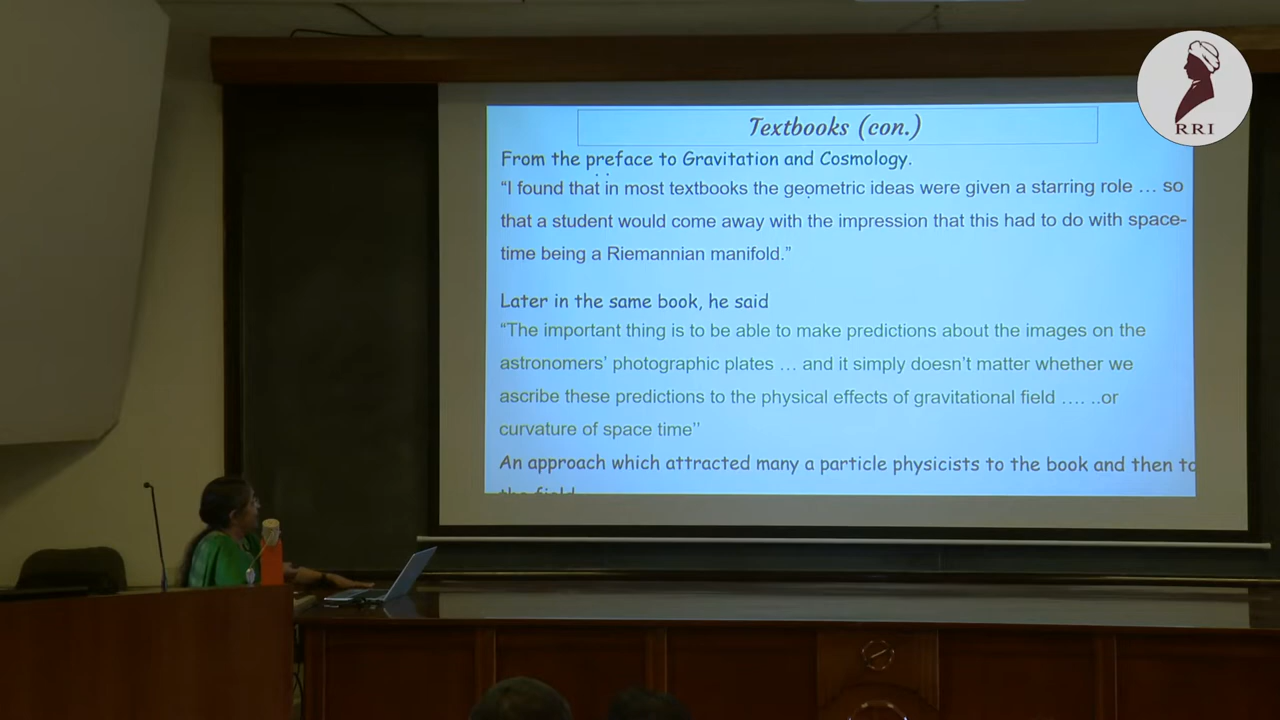 RRI
Textbooks (con.)
From the preface to Gravitation and Cosmology.
“I found that in most textbooks the geometric ideas were given a starring role … so
that a student would come away with the impression that this had to do with space-
time being a Riemannian manifold.”
Later in the same book, he said
“The important thing is to be able to make predictions about the images on the
astronomers’ photographic plates … and it simply doesn’t matter whether we
ascribe these predictions to the physical effects of gravitational field …. ..or
curvature of space time’’
An approach which attracted many a particle physicists to the book and then to
the field